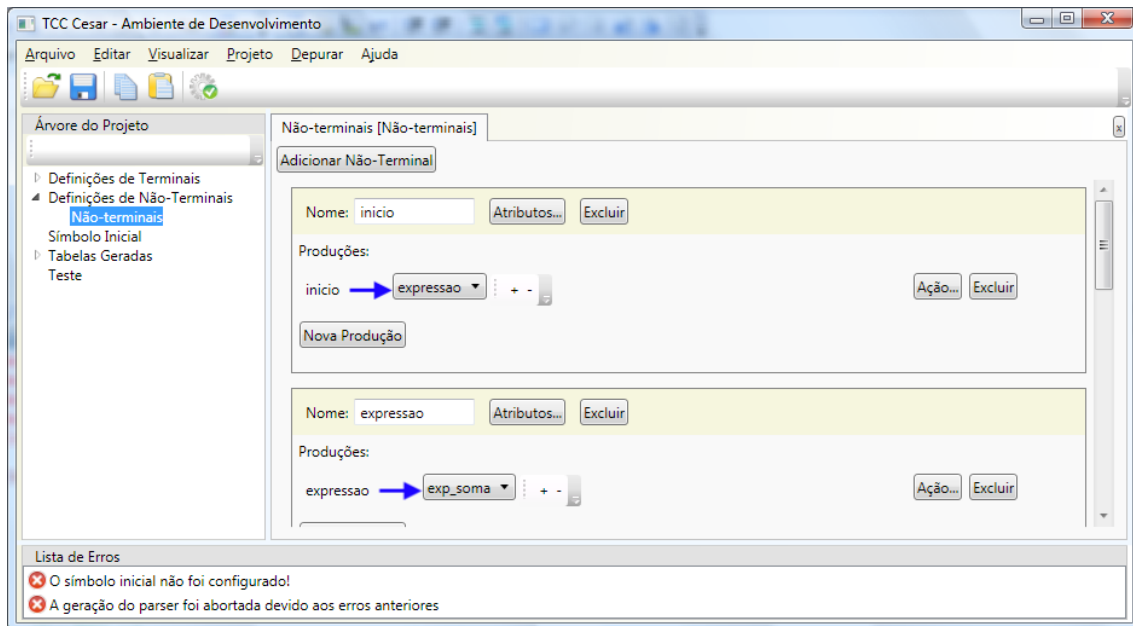 TCC Cesar - Ambiente de Desenvolvimento
Arquivo Editar Visualizar Projeto Depurar Ajuda
Árvore do Projeto
Definições de Terminais
Definições de Não-Terminais
Não-terminais
Símbolo Inicial
Tabelas Geradas
Teste
Não-terminais [Não-terminais]
x
Adicionar Não-Terminal
Nome: inicio Atributos... Excluir
Produções:
inicio expressao + - Ação... Excluir
Nova Produção
Nome: expressao Atributos... Excluir
Produções:
expressao exp_soma + - Ação... Excluir
Lista de Erros
O símbolo inicial não foi configurado!
A geração do parser foi abortada devido aos erros anteriores